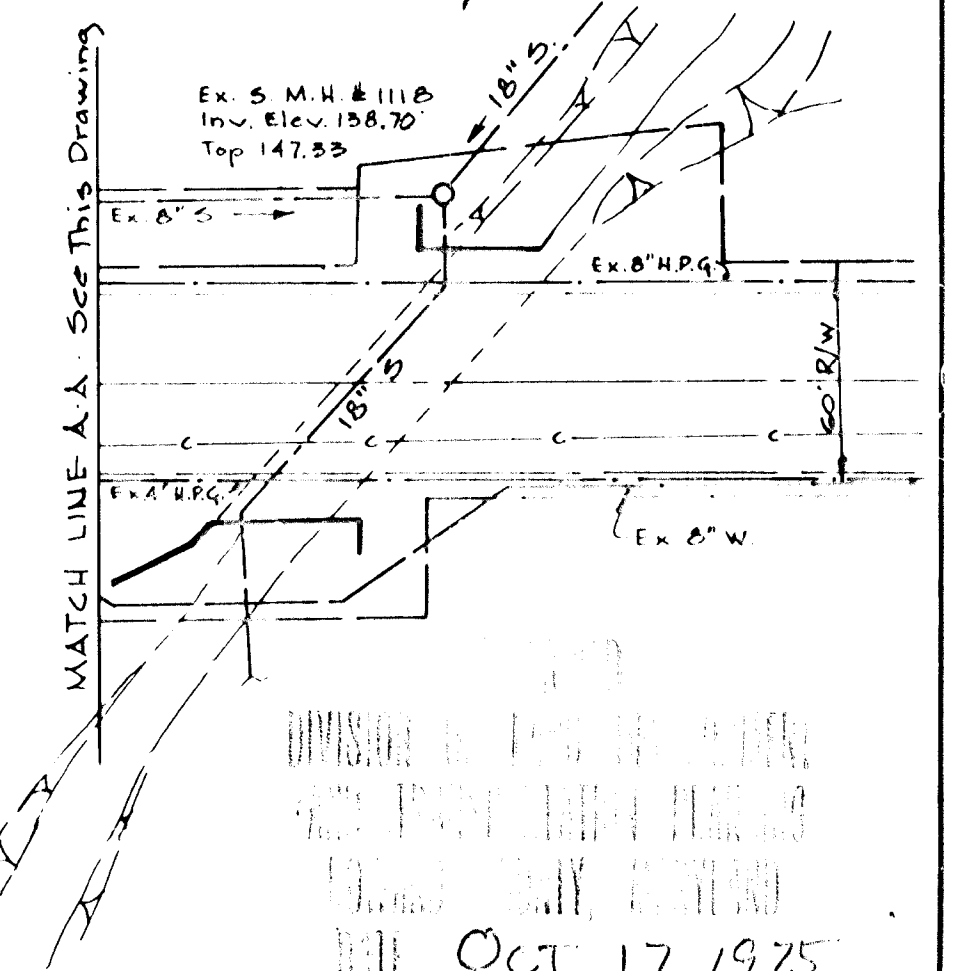 MATCH LINE A-A. See This Drawing
Ex. S. M.H. # 1118
Inv. Elev. 138.70'
Top 147.33
18" S.
Ex. 8" S
Ex. 8" H.P.G.
60' R/W
18" S
C C C C
Ex 4" H.P.G.
Ex 8" W.
DIVISION
Oct 17 1975